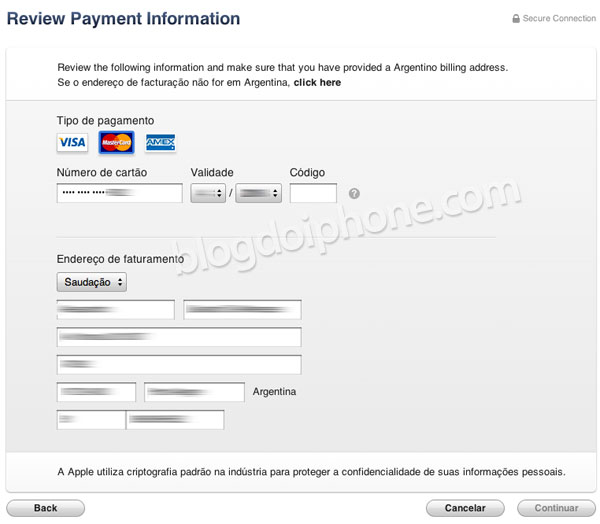 Review Payment Information
Secure Connection
Review the following information and make sure that you have provided a Argentino billing address.
Se o endereço de facturação não for em Argentina, click here
Tipo de pagamento
VISA MasterCard AMEX
Número de cartão Validade Código
•••• •••• ••••
/ ?
blogdoiphone.com
Endereço de faturamento
Saudação
Argentina
A Apple utiliza criptografia padrão na indústria para proteger a confidencialidade de suas informações pessoais.
Back Cancelar Continuar